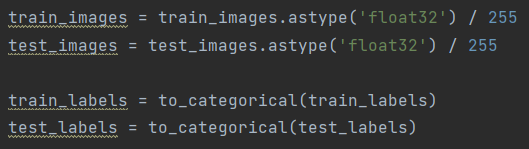 train_images = train_images.astype('float32') / 255
test_images = test_images.astype('float32') / 255
train_labels = to_categorical(train_labels)
test_labels = to_categorical(test_labels)